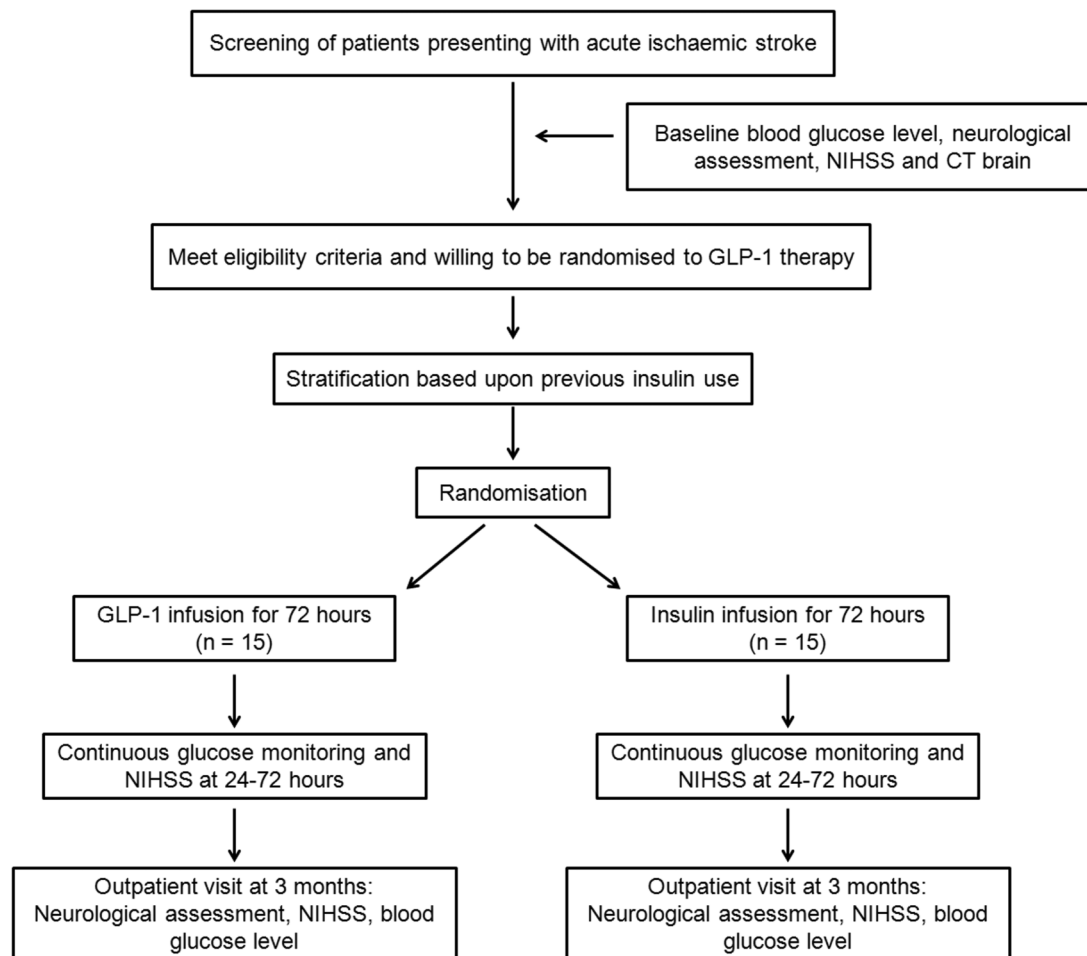 Screening of patients presenting with acute ischaemic stroke
Baseline blood glucose level, neurological
assessment, NIHSS and CT brain
Meet eligibility criteria and willing to be randomised to GLP-1 therapy
Stratification based upon previous insulin use
Randomisation
GLP-1 infusion for 72 hours
(n = 15)
Insulin infusion for 72 hours
(n = 15)
Continuous glucose monitoring and
NIHSS at 24-72 hours
Continuous glucose monitoring and
NIHSS at 24-72 hours
Outpatient visit at 3 months:
Neurological assessment, NIHSS, blood
glucose level
Outpatient visit at 3 months:
Neurological assessment, NIHSS, blood
glucose level